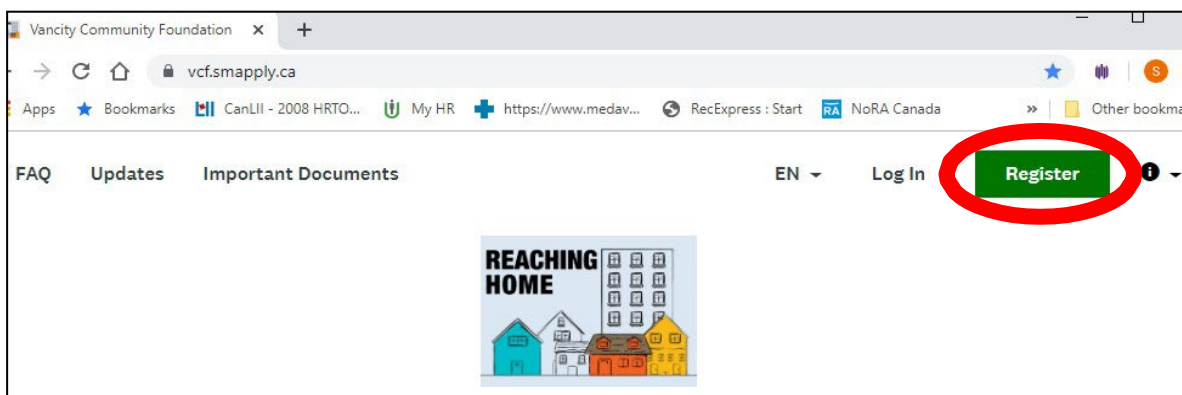 Vancity Community Foundation
vcf.smapply.ca
S
Apps Bookmarks CanLII - 2008 HRTO... My HR https://www.medav... RecExpress : Start RA NoRA Canada » Other bookma
FAQ Updates Important Documents EN Log In Register
REACHING
HOME